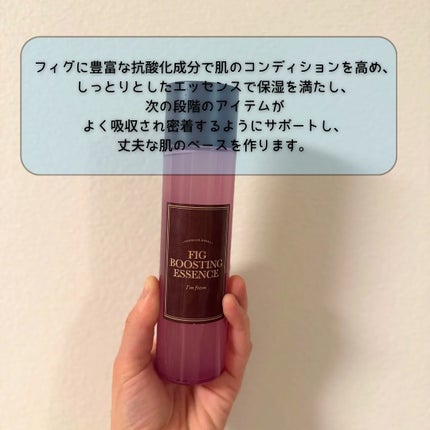 フィグに豊富な抗酸化成分で肌のコンディションを高め、
しっとりとしたエッセンスで保湿を満たし、
次の段階のアイテムが
よく吸収され密着するようにサポートし、
丈夫な肌のベースを作ります。
FIG
BOOSTING
ESSENCE
I'm from